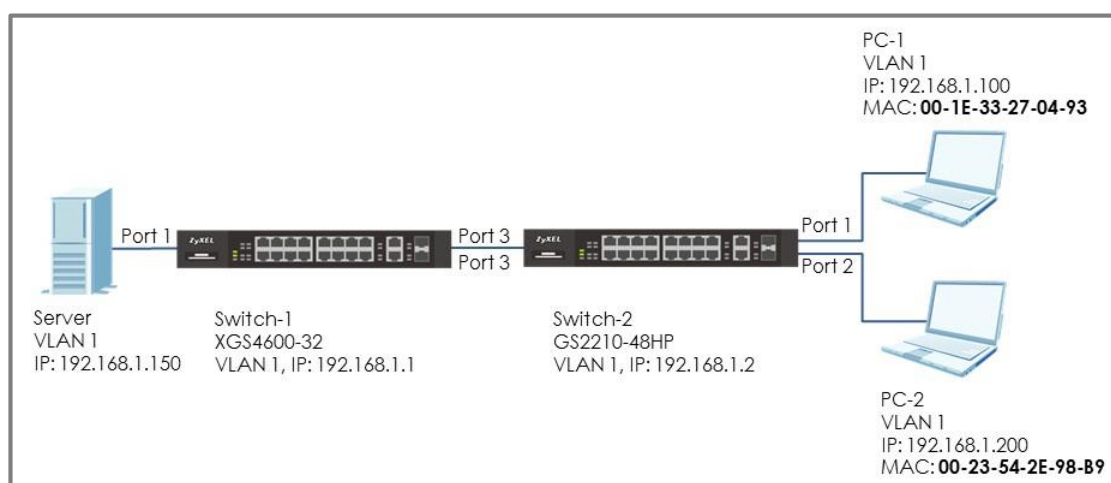 PC-1
VLAN 1
IP: 192.168.1.100
MAC: 00-1E-33-27-04-93
Port 1
ZyXEL
Port 3
Port 3
ZyXEL
Port 1
Port 2
Server
VLAN 1
IP: 192.168.1.150
Switch-1
XGS4600-32
VLAN 1, IP: 192.168.1.1
Switch-2
GS2210-48HP
VLAN 1, IP: 192.168.1.2
PC-2
VLAN 1
IP: 192.168.1.200
MAC: 00-23-54-2E-98-B9